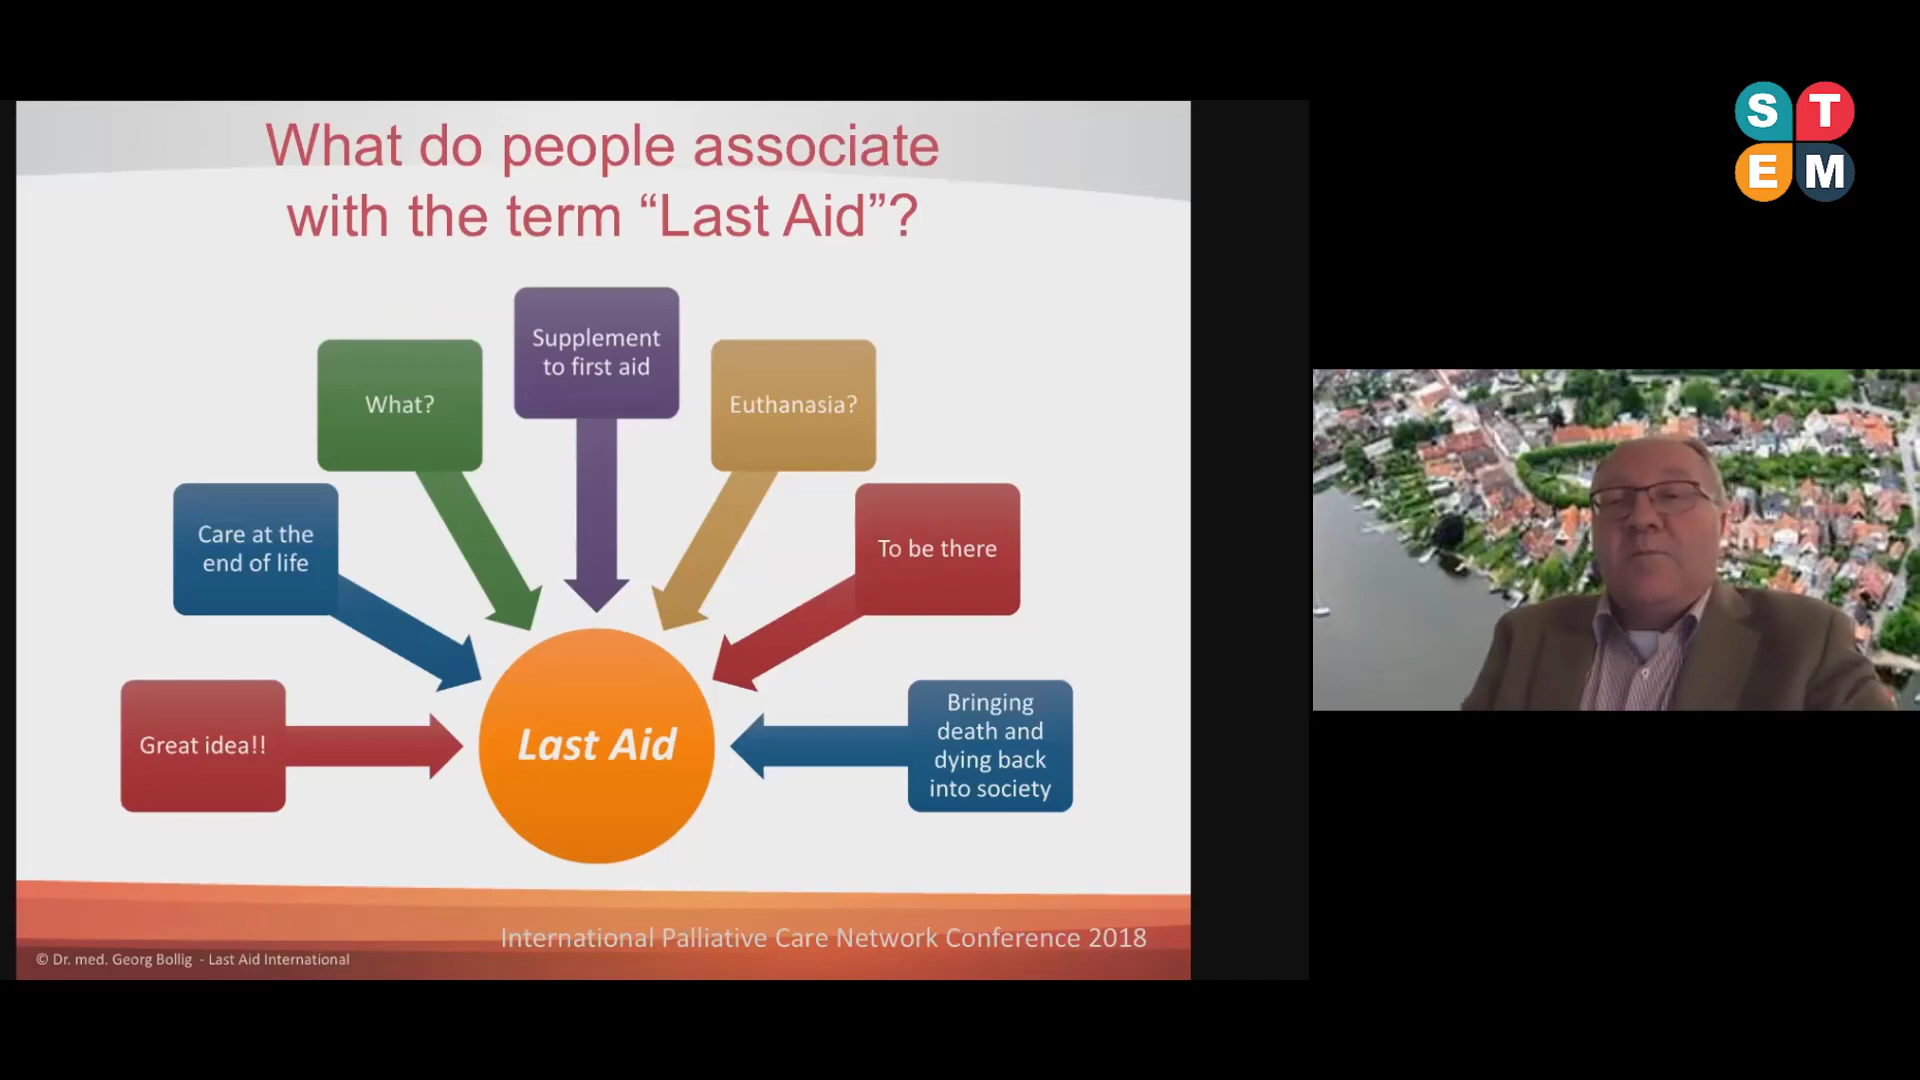 What do people associate
with the term “Last Aid”?
Supplement
to first aid
What?
Euthanasia?
Care at the
end of life
To be there
Great idea!!
Last Aid
Bringing
death and
dying back
into society
International Palliative Care Network Conference 2018
© Dr. med. Georg Bollig - Last Aid International
S T
E M